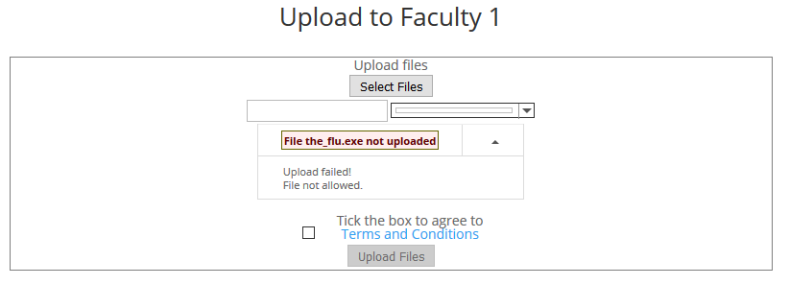 Upload to Faculty 1
Upload files
Select Files
File the_flu.exe not uploaded
Upload failed!
File not allowed.
Tick the box to agree to
Terms and Conditions
Upload Files